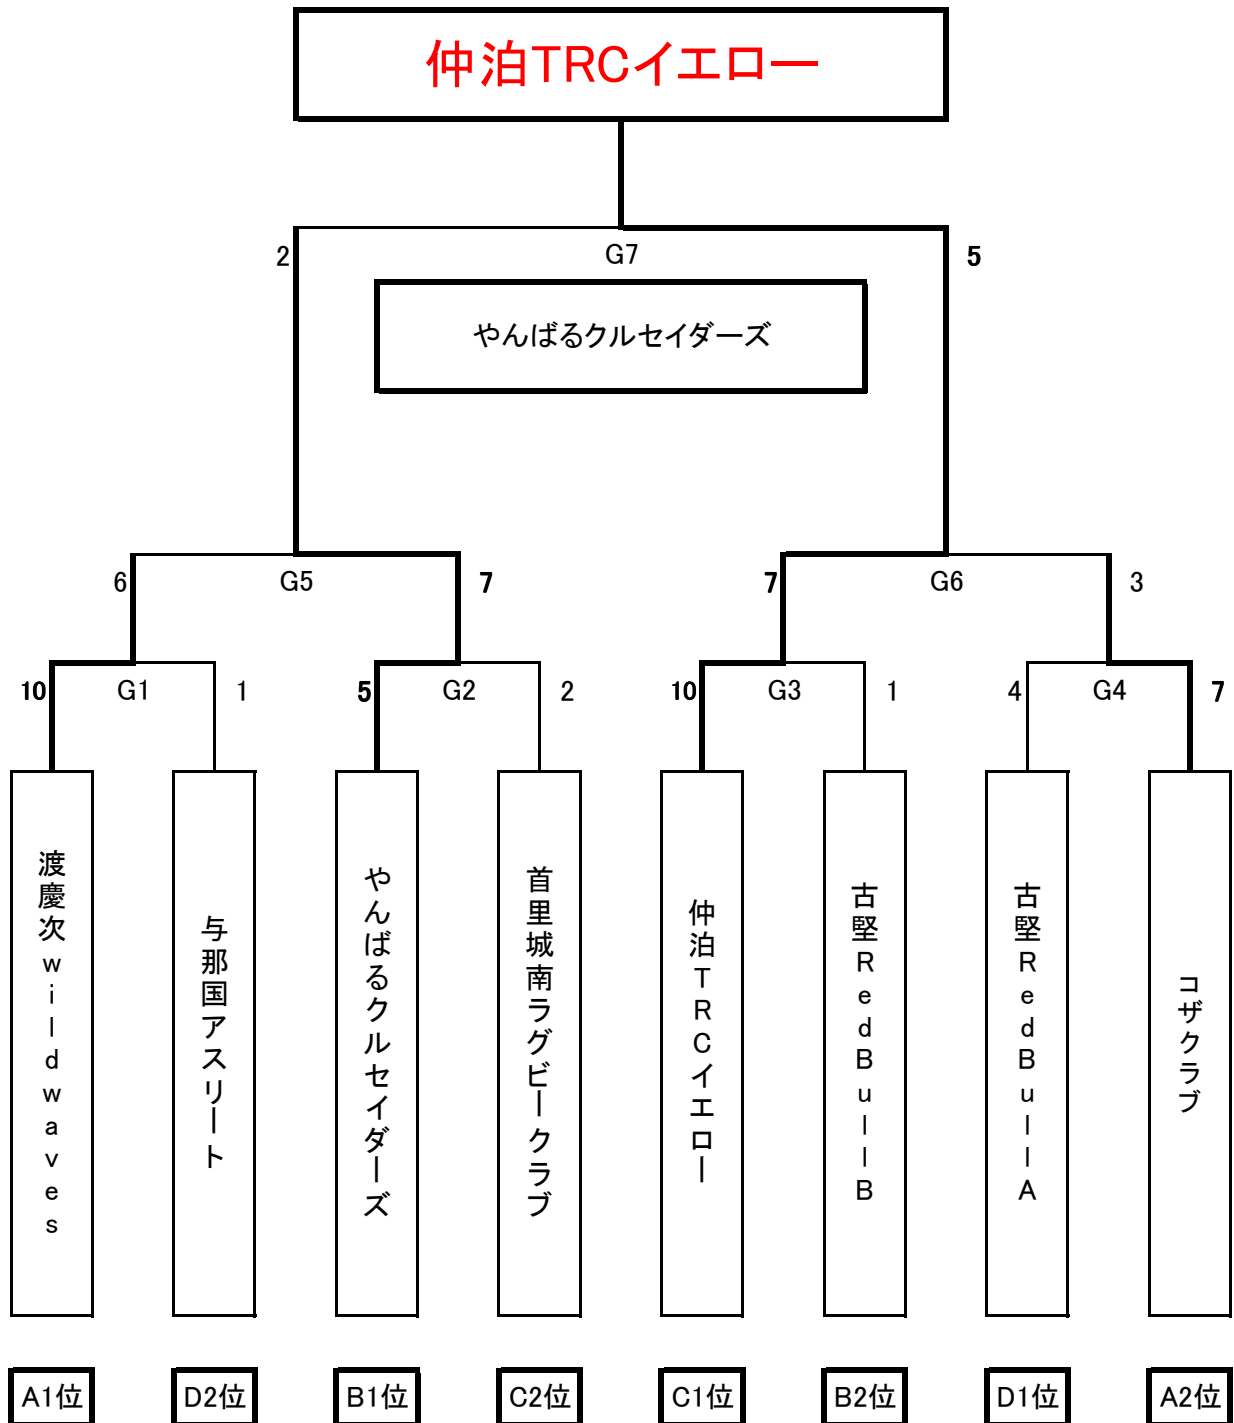 仲泊TRCイエロー
2
G7
5
やんばるクルセイダーズ
6
G5
7
7
G6
3
10
G1
1
5
G2
2
10
G3
1
4
G4
7
渡慶次wildwaves
与那国アスリート
やんばるクルセイダーズ
首里城南ラグビークラブ
仲泊TRCイエロー
古堅RedBullB
古堅RedBullA
コザクラブ
A1位
D2位
B1位
C2位
C1位
B2位
D1位
A2位